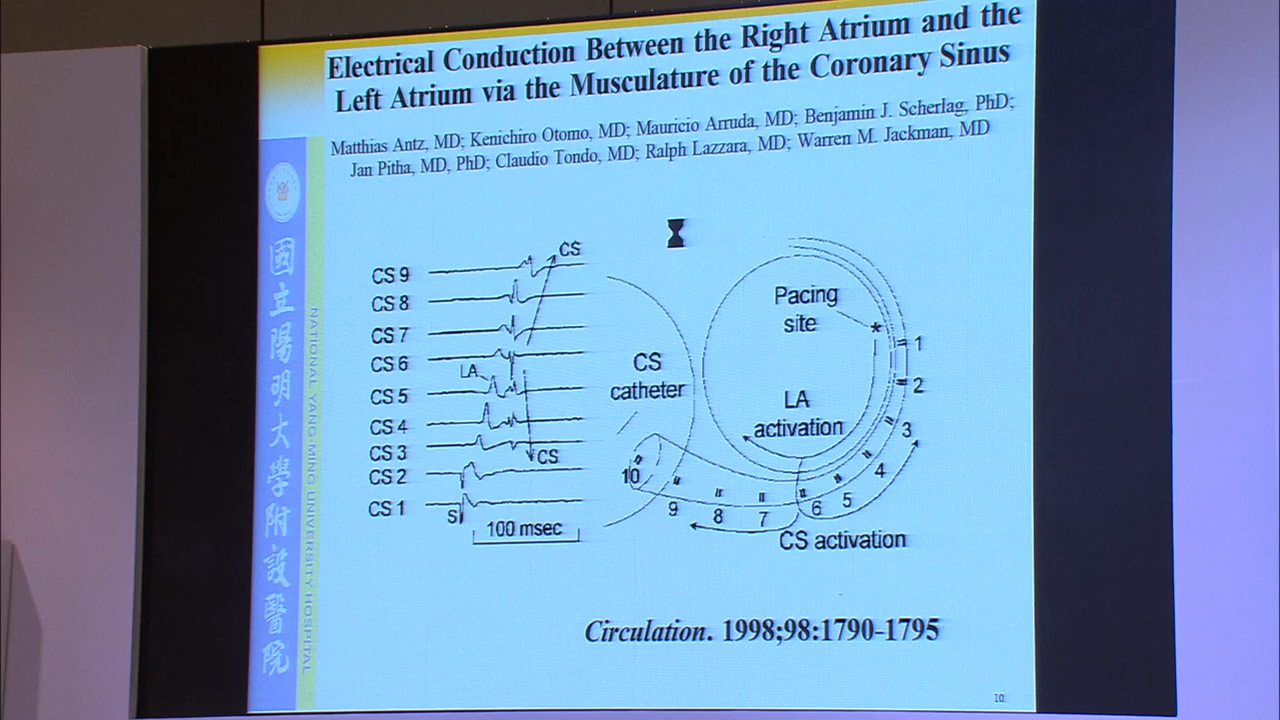 Electrical Conduction Between the Right Atrium and the
Left Atrium via the Musculature of the Coronary Sinus
Matthias Antz, MD; Kenichiro Otomo, MD; Mauricio Arruda, MD; Benjamin J. Scherlag, PhD;
Jan Pitha, MD, PhD; Claudio Tondo, MD; Ralph Lazzara, MD; Warren M. Jackman, MD
國立陽明大學附設醫院
NATIONAL YANG-MING UNIVERSITY HOSPITAL
CS
CS 9
CS 8
CS 7
CS 6
LA
CS 5
CS 4
CS 3
CS
CS 2
CS 1
S
100 msec
CS
catheter
Pacing
site
LA
activation
1
2
3
4
5
6
7
8
9
10
CS activation
Circulation. 1998;98:1790-1795
10